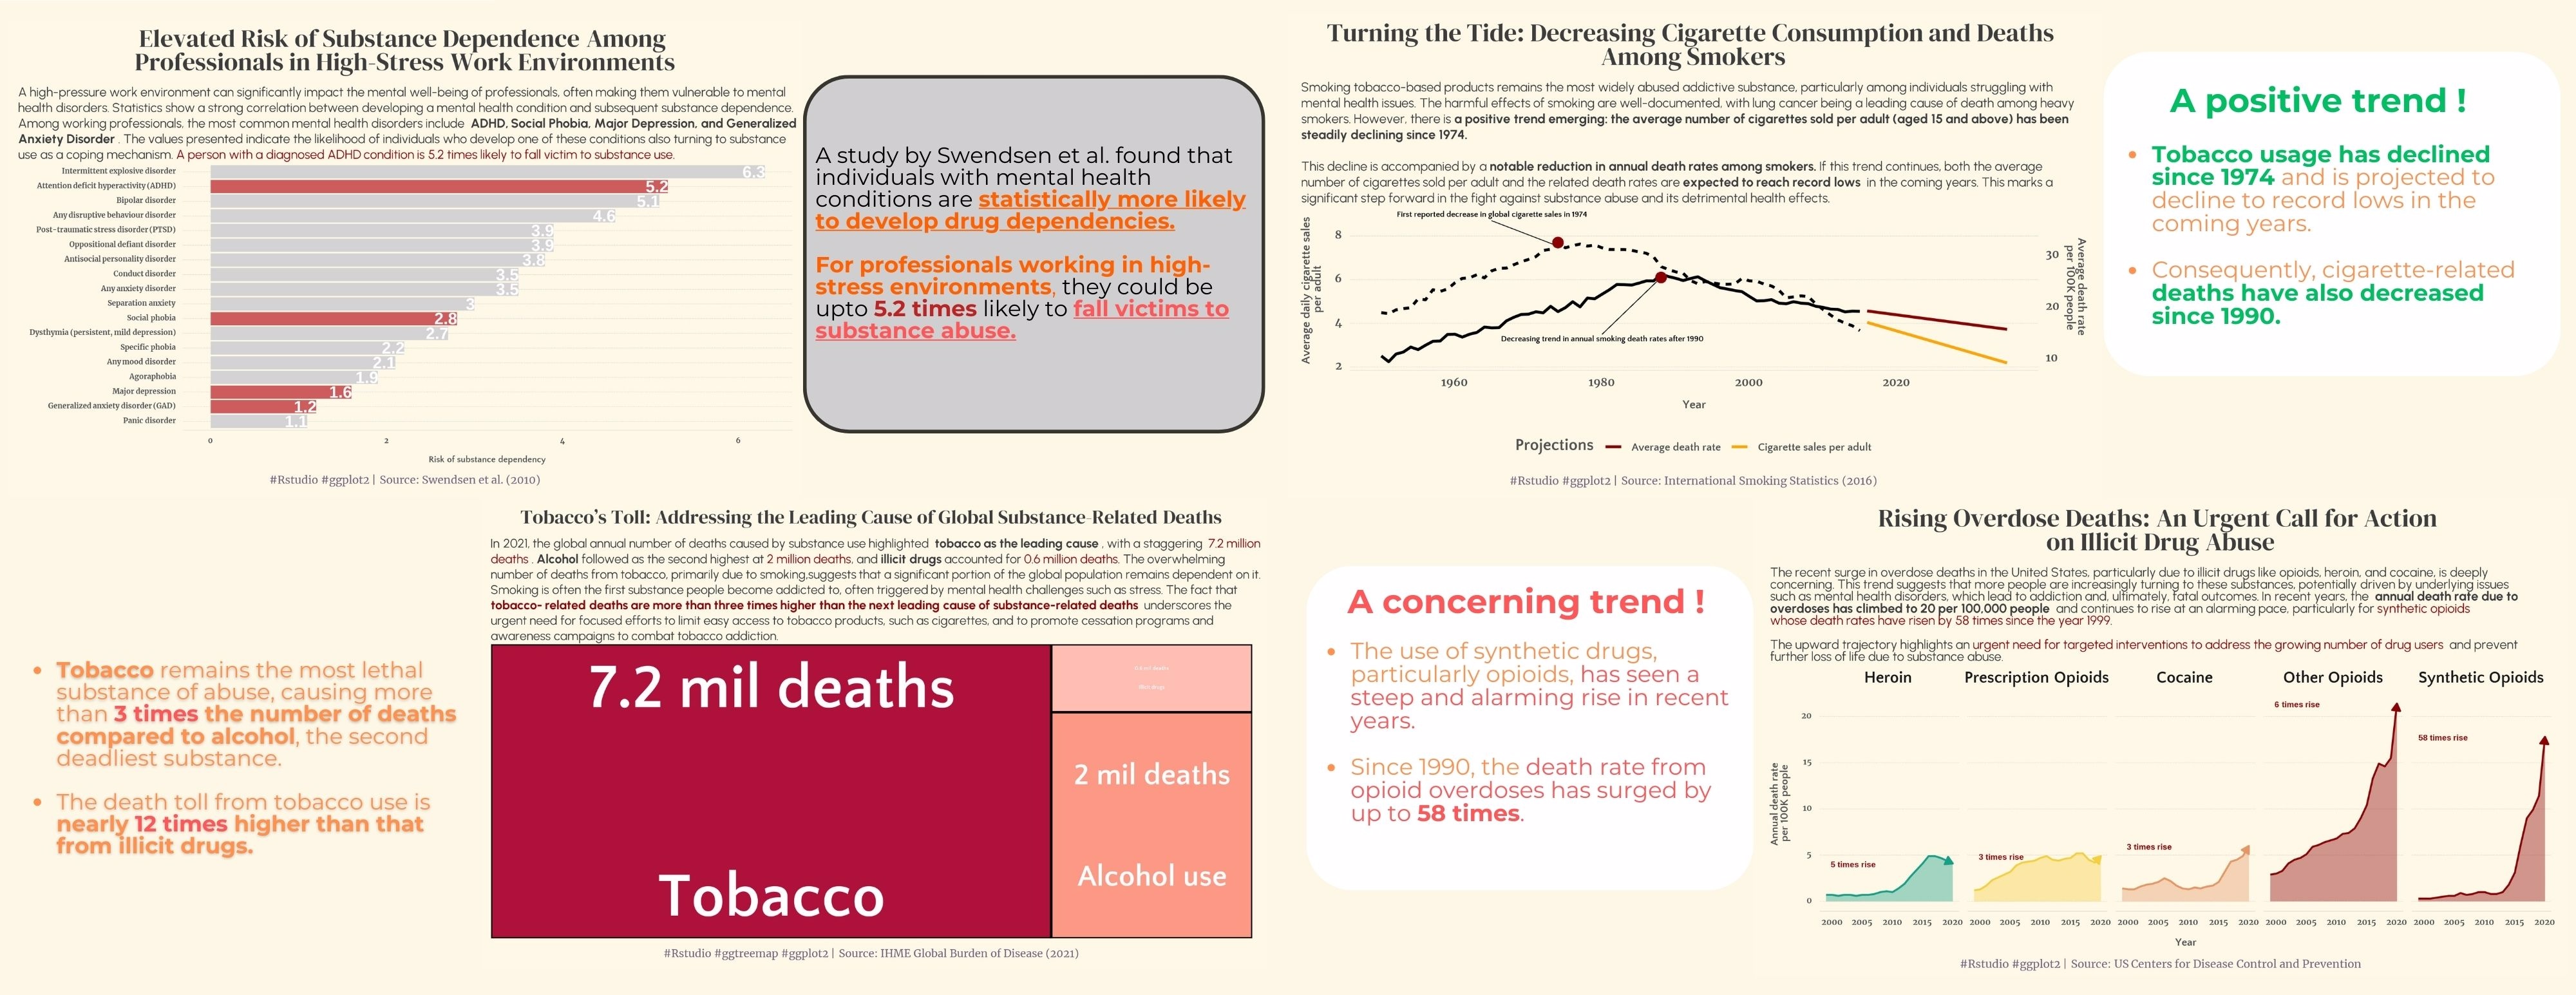 Elevated Risk of Substance Dependence Among
Professionals in High-Stress Work Environments
A high-pressure work environment can significantly impact the mental well-being of professionals, often making them vulnerable to mental
health disorders. Statistics show a strong correlation between developing a mental health condition and subsequent substance dependence.
Among working professionals. the most common mental health disorders include ADHD, Social Phobia, Major Depression, and Generalized
Anxiety Disorder . The values presented indicate the likelihood of individuals who develop one of these conditions also turning to substance
use as a coping mechanism. A person with a diagnosed ADHD condition is 5.2 times likely to fall victim to substance use.
Intermittent explosive disorder 6.3
Attention deficit hyperactivity (ADHD) 5.2
Bipolar disorder 5.1
Any disruptive behaviour disorder 4.6
Post-traumatic stress disorder (PTSD) 3.9
Oppositional defiant disorder 3.9
Antisocial personality disorder 3.8
Conduct disorder 3.5
Any anxiety disorder 3.5
Separation anxiety 3
Social phobia 2.8
Dysthymia (persistent, mild depression) 2.7
Specific phobia 2.2
Any mood disorder 2.1
Agoraphobia 1.9
Major depression 1.6
Generalized anxiety disorder (GAD) 1.2
Panic disorder 1.1
0 2 4 6
Risk of substance dependency
#Rstudio #ggplot2 | Source: Swendsen et al. (2010)
A study by Swendsen et al. found that
individuals with mental health
conditions are statistically more likely
to develop drug dependencies.
For professionals working in high-
stress environments, they could be
upto 5.2 times likely to fall victims to
substance abuse.
Turning the Tide: Decreasing Cigarette Consumption and Deaths
Among Smokers
Smoking tobacco-based products remains the most widely abused addictive substance, particularly among individuals struggling with
mental health issues. The harmful effects of smoking are well-documented, with lung cancer being a leading cause of death among heavy
smokers. However, there is a positive trend emerging: the average number of cigarettes sold per adult (aged 15 and above) has been
steadily declining since 1974.
This decline is accompanied by a notable reduction in annual death rates among smokers. If this trend continues, both the average
number of cigarettes sold per adult and the related death rates are expected to reach record lows in the coming years. This marks a
significant step forward in the fight against substance abuse and its detrimental health effects.
First reported decrease in global cigarette sales in 1974
Decreasing trend in annual smoking death rates after 1990
Average daily cigarette sales
per adult
8
6
4
2
30
20
10
Average death rate
per 100K people
1960 1980 2000 2020
Year
Projections Average death rate Cigarette sales per adult
#Rstudio #ggplot2 | Source: International Smoking Statistics (2016)
A positive trend !
• Tobacco usage has declined
since 1974 and is projected to
decline to record lows in the
coming years.
• Consequently, cigarette-related
deaths have also decreased
since 1990.
• Tobacco remains the most lethal
substance of abuse, causing more
than 3 times the number of deaths
compared to alcohol, the second
deadliest substance.
• The death toll from tobacco use is
nearly 12 times higher than that
from illicit drugs.
Tobacco's Toll: Addressing the Leading Cause of Global Substance-Related Deaths
In 2021, the global annual number of deaths caused by substance use highlighted tobacco as the leading cause , with a staggering 7.2 million
deaths . Alcohol followed as the second highest at 2 million deaths, and illicit drugs accounted for 0.6 million deaths. The overwhelming
number of deaths from tobacco, primarily due to smoking,suggests that a significant portion of the global population remains dependent on it.
Smoking is often the first substance people become addicted to, often triggered by mental health challenges such as stress. The fact that
tobacco- related deaths are more than three times higher than the next leading cause of substance-related deaths underscores the
urgent need for focused efforts to limit easy access to tobacco products, such as cigarettes, and to promote cessation programs and
awareness campaigns to combat tobacco addiction.
7.2 mil deaths
Tobacco
Illicit drugs
2 mil deaths
Alcohol use
#Rstudio #ggtreemap #ggplot2 | Source: IHME Global Burden of Disease (2021)
A concerning trend !
• The use of synthetic drugs,
particularly opioids, has seen a
steep and alarming rise in recent
years.
• Since 1990, the death rate from
opioid overdoses has surged by
up to 58 times.
Rising Overdose Deaths: An Urgent Call for Action
on Illicit Drug Abuse
The recent surge in overdose deaths in the United States, particularly due to illicit drugs like opioids, heroin, and cocaine, is deeply
concerning. This trend suggests that more people are increasingly turning to these substances, potentially driven by underlying issues
such as mental health disorders, which lead to addiction and, ultimately, fatal outcomes. In recent years, the annual death rate due to
overdoses has climbed to 20 per 100,000 people and continues to rise at an alarming pace, particularly for synthetic opioids
whose death rates have risen by 58 times since the year 1999.
The upward trajectory highlights an urgent need for targeted interventions to address the growing number of drug users and prevent
further loss of life due to substance abuse.
Heroin Prescription Opioids Cocaine Other Opioids Synthetic Opioids
5 times rise
3 times rise
3 times rise
6 times rise
58 times rise
Annual death rate
per 100K people
20
15
10
5
0
2000 2005 2010 2015 2020 2000 2005 2010 2015 2020 2000 2005 2010 2015 2020 2000 2005 2010 2015 2020 2000 2005 2010 2015 2020
Year
#Rstudio #ggplot2 | Source: US Centers for Disease Control and Prevention